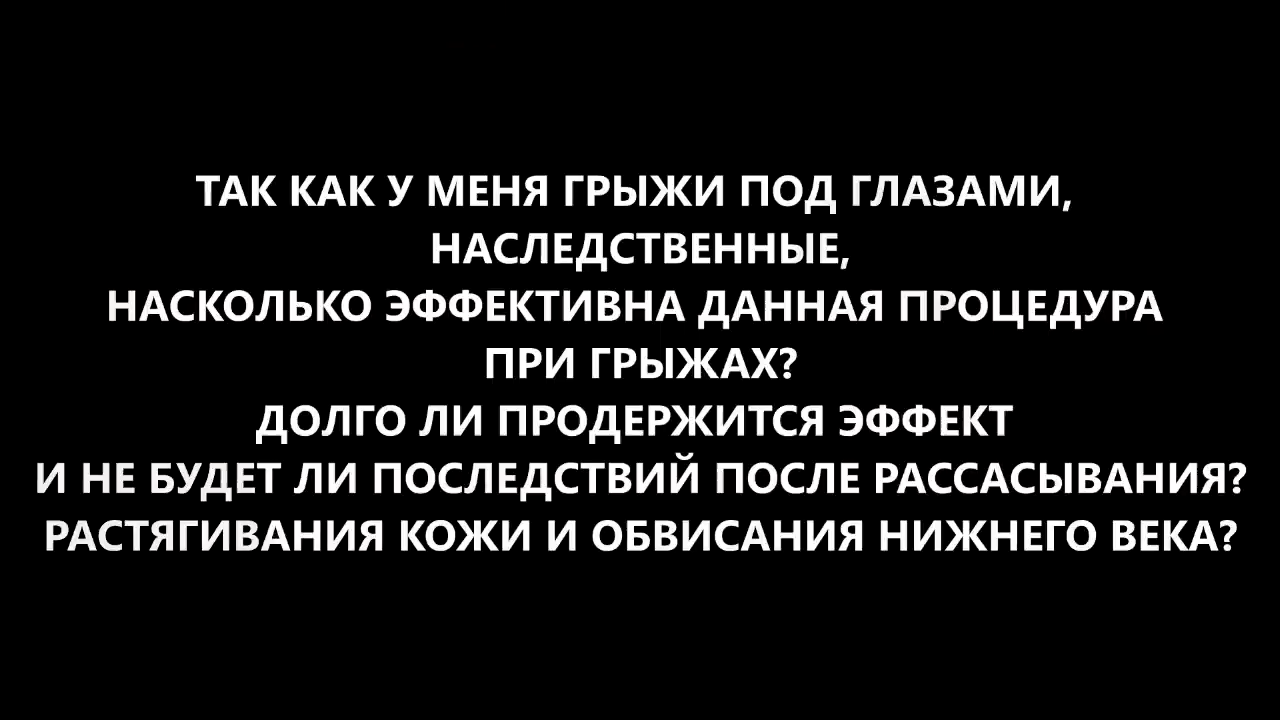 ТАК КАК У МЕНЯ ГРЫЖИ ПОД ГЛАЗАМИ,
НАСЛЕДСТВЕННЫЕ,
НАСКОЛЬКО ЭФФЕКТИВНА ДАННАЯ ПРОЦЕДУРА
ПРИ ГРЫЖАХ?
ДОЛГО ЛИ ПРОДЕРЖИТСЯ ЭФФЕКТ
И НЕ БУДЕТ ЛИ ПОСЛЕДСТВИЙ ПОСЛЕ РАССАСЫВАНИЯ?
РАСТЯГИВАНИЯ КОЖИ И ОБВИСАНИЯ НИЖНЕГО ВЕКА?